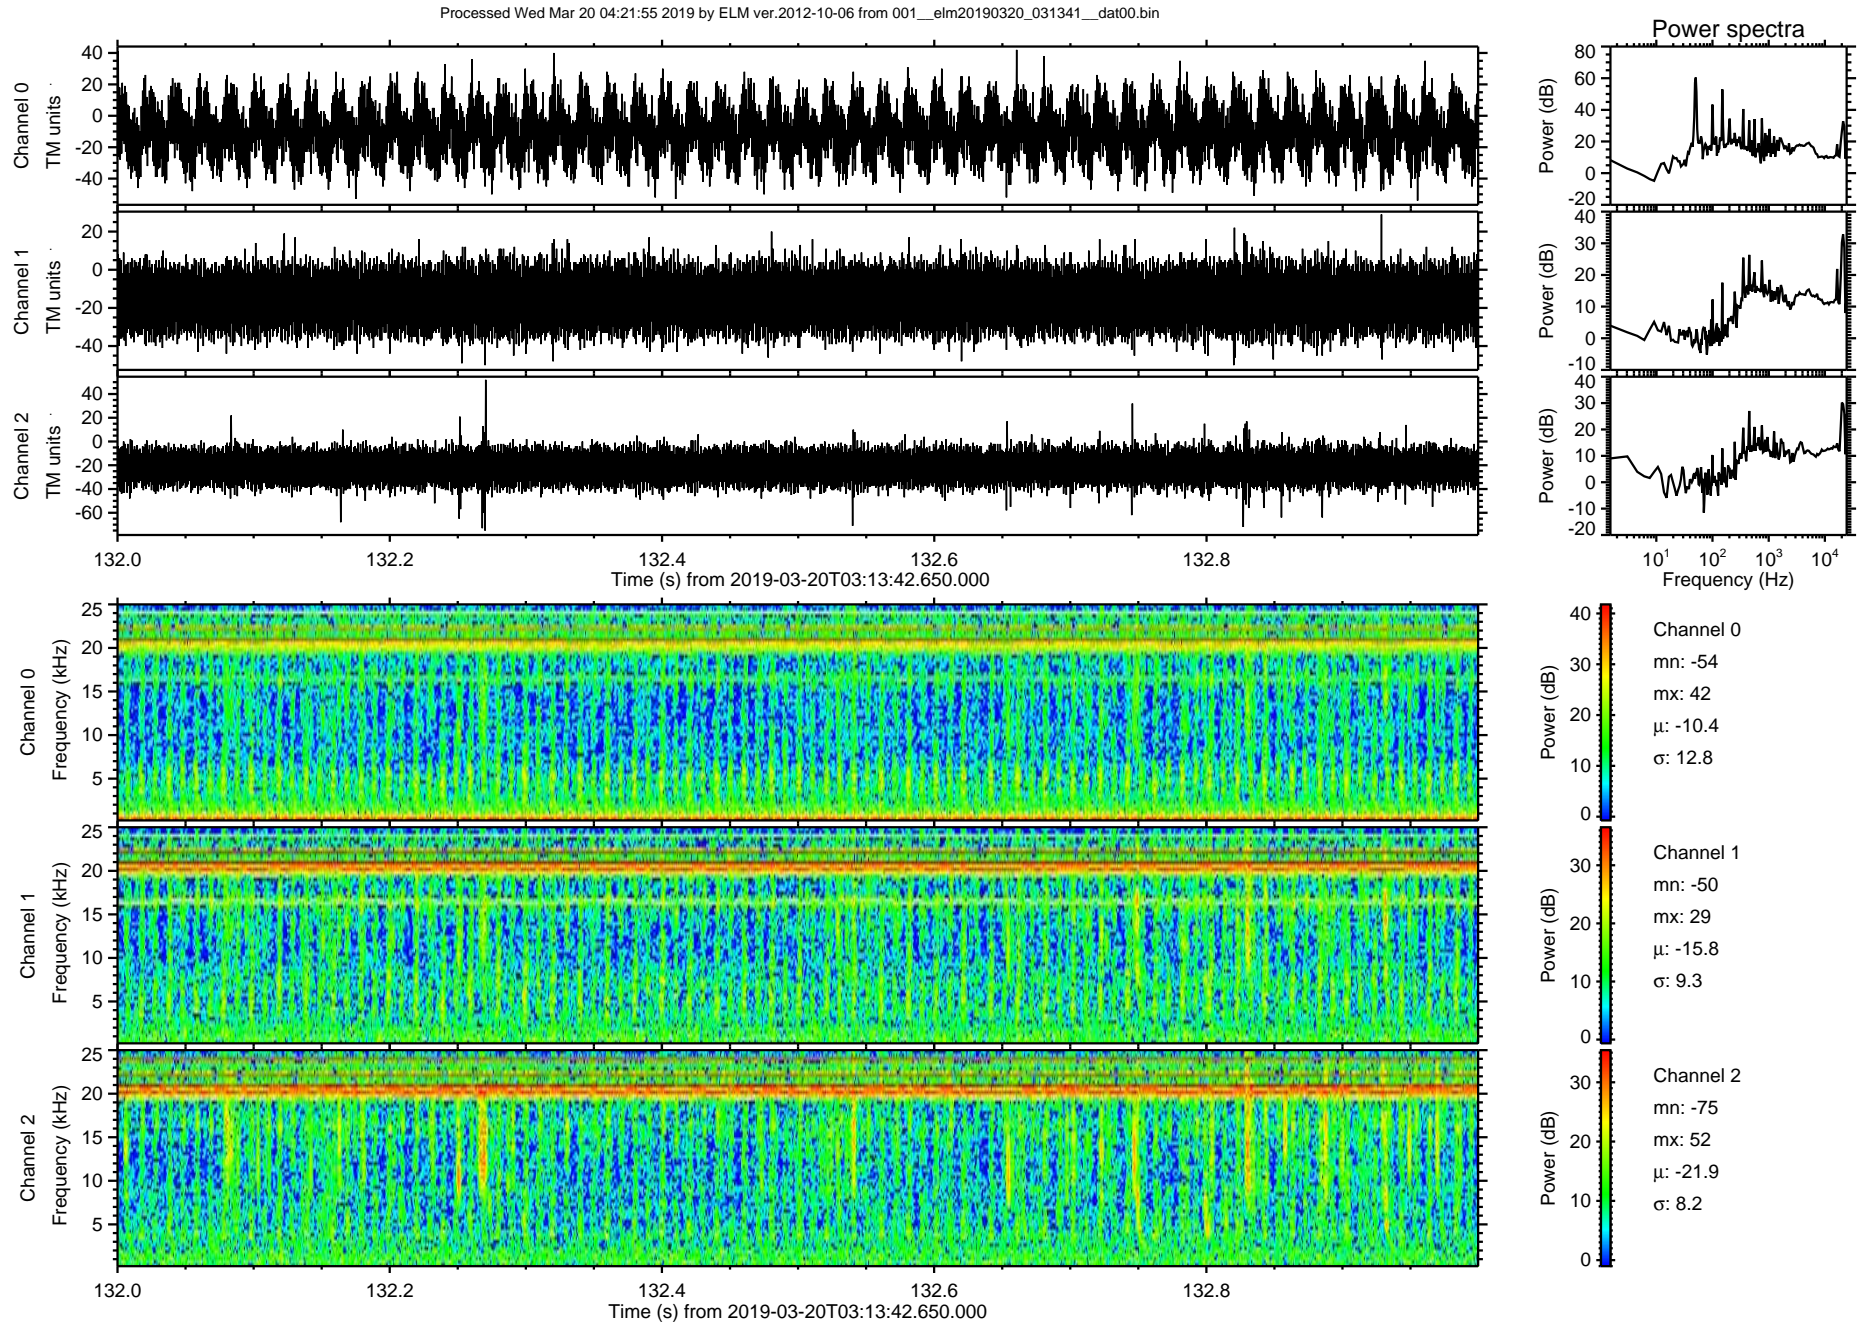 Processed Wed Mar 20 04:21:55 2019 by ELM ver.2012-10-06 from 001__elm20190320_031341__dat00.bin
Power spectra
Channel 0
TM units
40
20
0
-20
-40
Power (dB)
80
60
40
20
0
-20
Channel 1
TM units
20
0
-20
-40
Power (dB)
40
30
20
10
0
-10
Channel 2
TM units
40
20
0
-20
-40
-60
Power (dB)
40
30
20
10
0
-10
-20
132.0 132.2 132.4 132.6 132.8
Time (s) from 2019-03-20T03:13:42.650.000
10¹ 10² 10³ 10⁴
Frequency (Hz)
Channel 0
Frequency (kHz)
25
20
15
10
5
Power (dB)
40
30
20
10
0
Channel 0
mn: -54
mx: 42
μ: -10.4
σ: 12.8
Channel 1
Frequency (kHz)
25
20
15
10
5
Power (dB)
30
20
10
0
Channel 1
mn: -50
mx: 29
μ: -15.8
σ: 9.3
Channel 2
Frequency (kHz)
25
20
15
10
5
Power (dB)
30
20
10
0
Channel 2
mn: -75
mx: 52
μ: -21.9
σ: 8.2
132.0 132.2 132.4 132.6 132.8
Time (s) from 2019-03-20T03:13:42.650.000